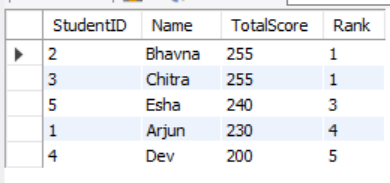 StudentID Name TotalScore Rank
2 Bhavna 255 1
3 Chitra 255 1
5 Esha 240 3
1 Arjun 230 4
4 Dev 200 5